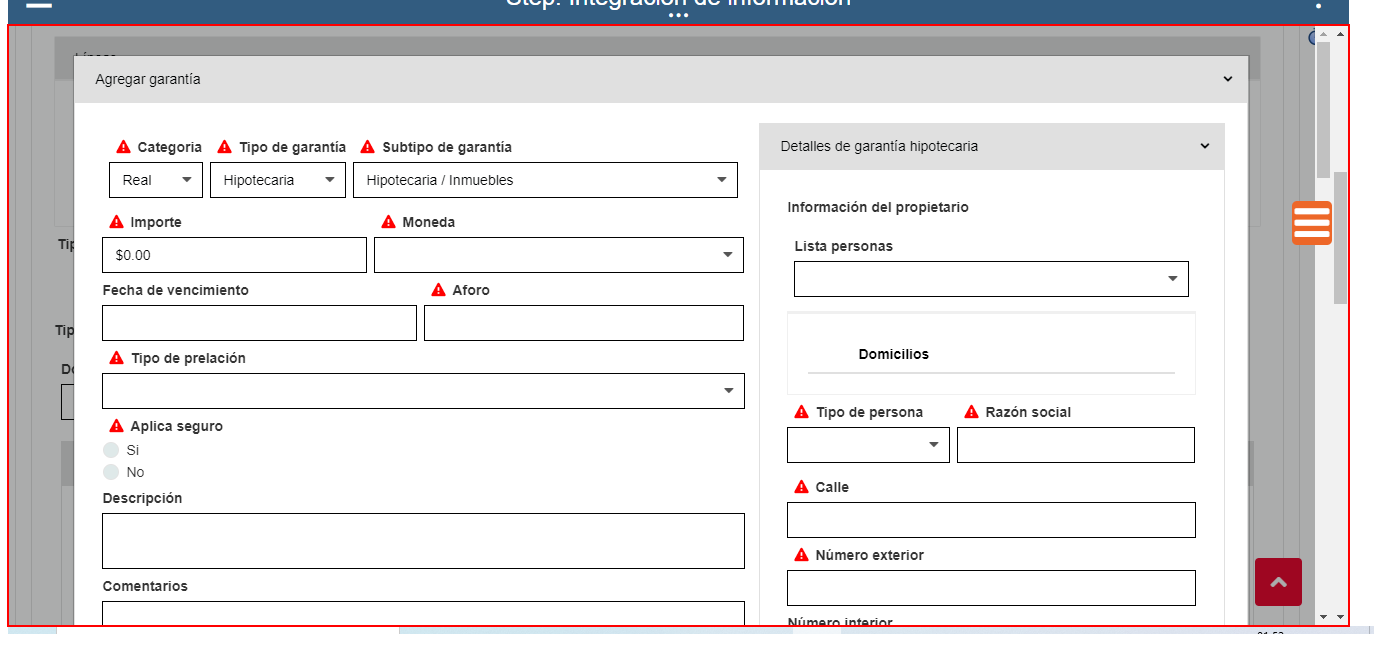 Step: Integración de información
Líneas
Agregar garantía
Categoria Tipo de garantía Subtipo de garantía
Real Hipotecaria Hipotecaria / Inmuebles
Importe Moneda
$0.00
Fecha de vencimiento Aforo
Tipo de prelación
Aplica seguro
Si
No
Descripción
Comentarios
Detalles de garantía hipotecaria
Información del propietario
Lista personas
Domicilios
Tipo de persona Razón social
Calle
Número exterior
Número interior
Tip
Tip
Do